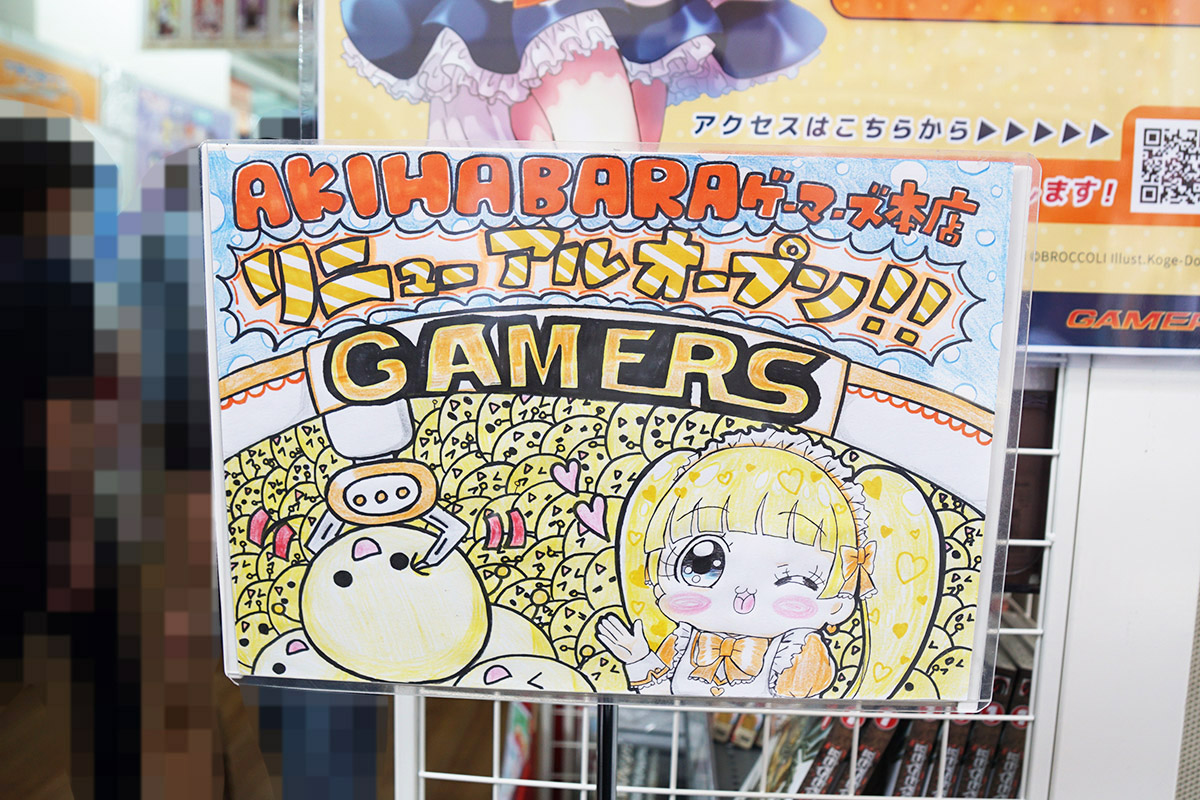 アクセスはこちらから▶▶▶▶▶
します!
©BROCCOLI Illust.Koge-Do
GAMER
AKIHABARAゲーマーズ本店
リニューアルオープン!!
GAMERS